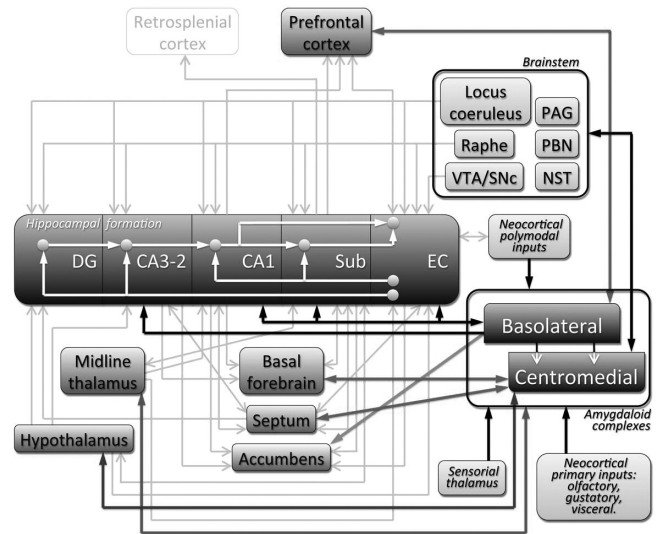 Retrosplenial
cortex
Prefrontal
cortex
Brainstem
Locus
coeruleus
PAG
Raphe
PBN
VTA/SNc
NST
Hippocampal formation
DG
CA3-2
CA1
Sub
EC
Neocortical
polymodal
inputs
Basolateral
Centromedial
Amygdaloid
complexes
Midline
thalamus
Basal
forebrain
Septum
Hypothalamus
Accumbens
Sensorial
thalamus
Neocortical
primary inputs:
olfactory,
gustatory,
visceral.